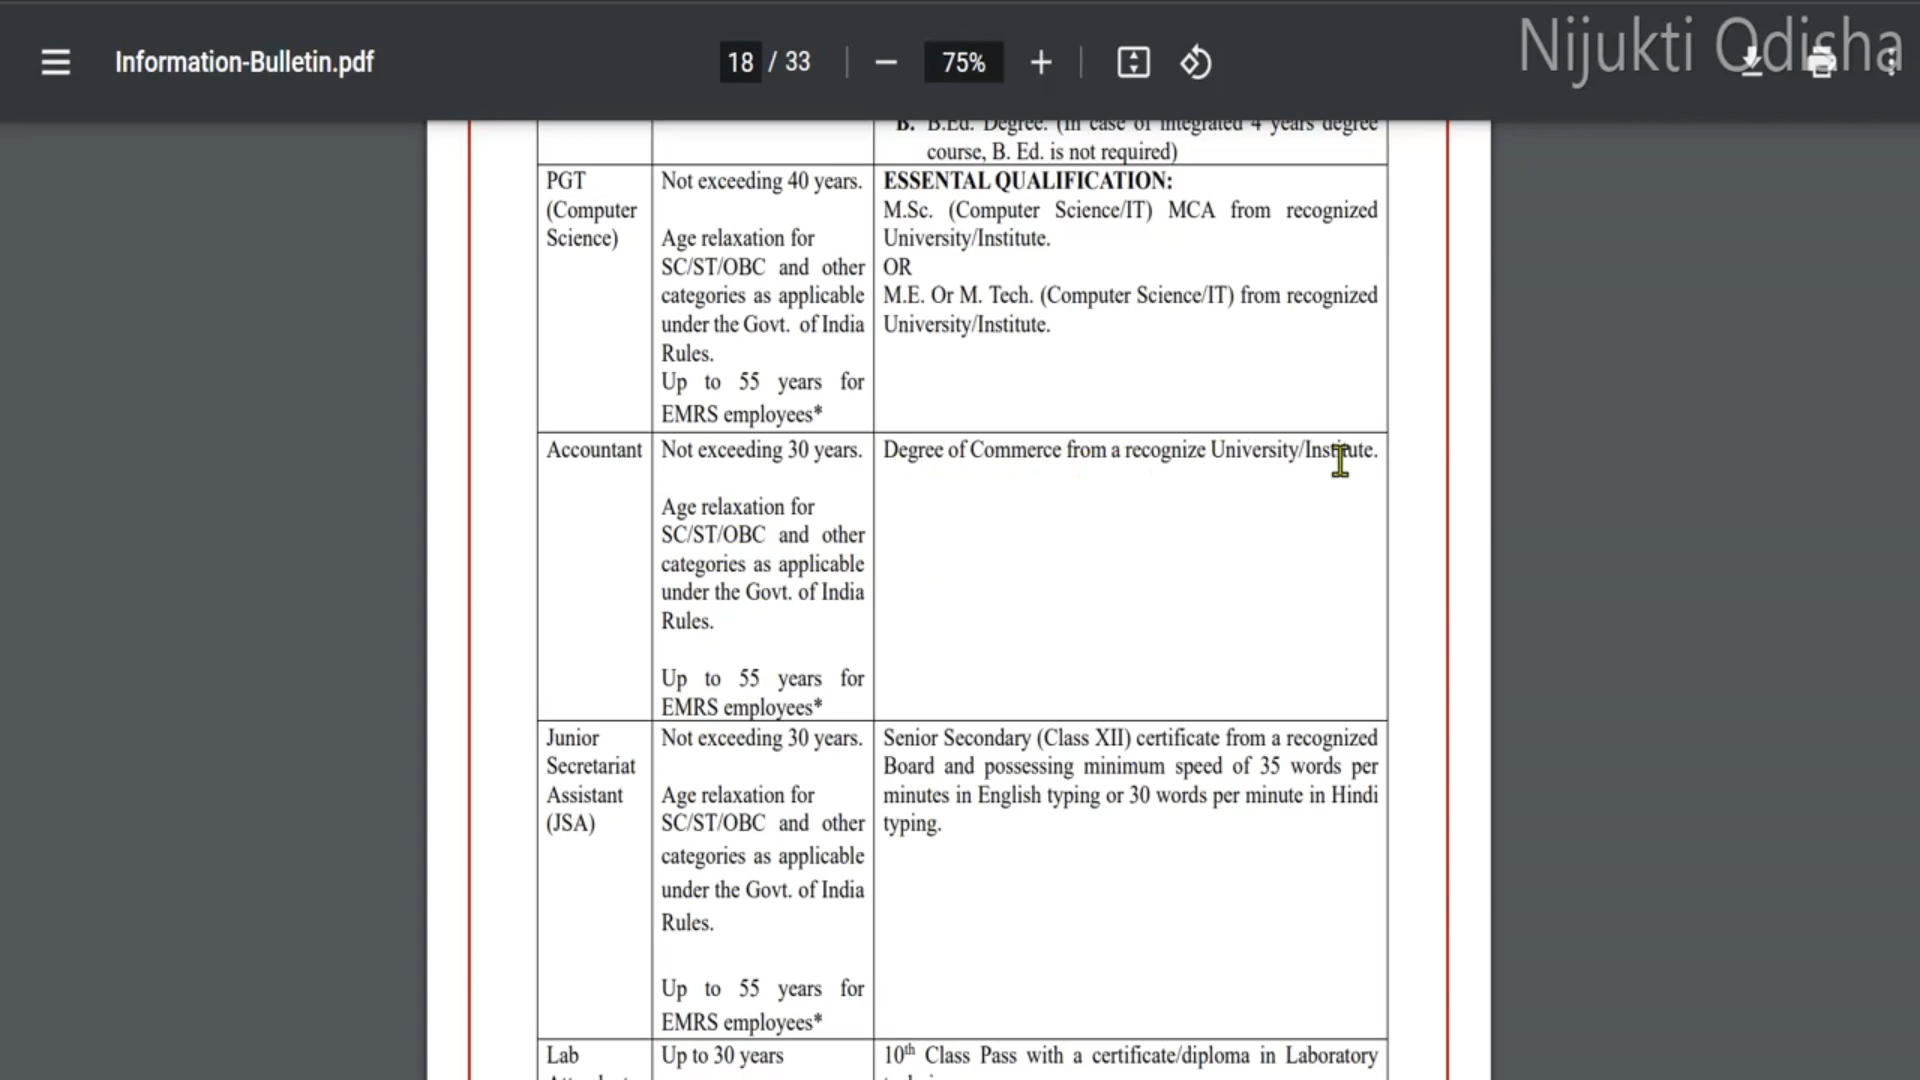 Information-Bulletin.pdf
18 / 33
75%
Nijukti Odisha
B. B.Ed. Degree. (In case of integrated 4 years degree
course, B. Ed. is not required)
PGT
(Computer
Science)
Not exceeding 40 years.
Age relaxation for
SC/ST/OBC and other
categories as applicable
under the Govt. of India
Rules.
Up to 55 years for
EMRS employees*
ESSENTAL QUALIFICATION:
M.Sc. (Computer Science/IT) MCA from recognized
University/Institute.
OR
M.E. Or M. Tech. (Computer Science/IT) from recognized
University/Institute.
Accountant
Not exceeding 30 years.
Age relaxation for
SC/ST/OBC and other
categories as applicable
under the Govt. of India
Rules.
Up to 55 years for
EMRS employees*
Degree of Commerce from a recognize University/Institute.
Junior
Secretariat
Assistant
(JSA)
Not exceeding 30 years.
Age relaxation for
SC/ST/OBC and other
categories as applicable
under the Govt. of India
Rules.
Up to 55 years for
EMRS employees*
Senior Secondary (Class XII) certificate from a recognized
Board and possessing minimum speed of 35 words per
minutes in English typing or 30 words per minute in Hindi
typing.
Lab
Up to 30 years
10th Class Pass with a certificate/diploma in Laboratory